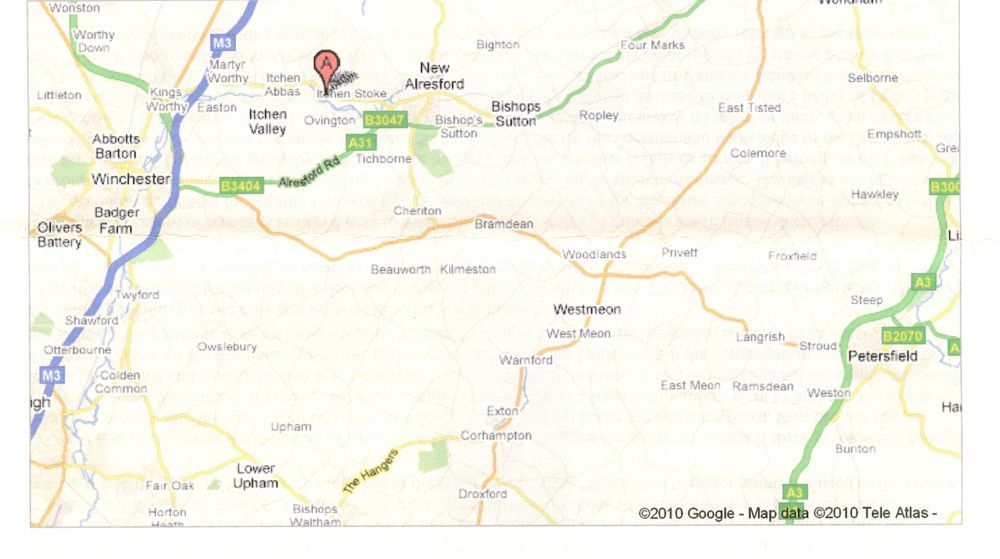 Wonston
Worthy
Down
M3
Martyr
Worthy
Itchen
Abbas
A
Itchen Stoke
New
Alresford
Bighton
Four Marks
Selborne
Littleton
Kings
Worthy
Easton
Itchen
Valley
Ovington
B3047
Bishop's
Sutton
Bishops
Sutton
Ropley
East Tisted
Empshott
Abbotts
Barton
A31
Tichborne
Colemore
Winchester
B3404
Alresford Rd
Hawkley
Badger
Farm
Olivers
Battery
Cheriton
Bramdean
Woodlands
Privett
Froxfield
Beauworth
Kilmeston
A3
Twyford
Westmeon
Steep
Shawford
West Meon
Langrish
Stroud
B2070
Otterbourne
Owslebury
Warnford
Petersfield
M3
Colden
Common
East Meon
Ramsdean
Weston
Exton
Upham
Corhampton
Buriton
Lower
Upham
The Hangers
Fair Oak
Droxford
A3
Horton
Heath
Bishops
Waltham
©2010 Google - Map data ©2010 Tele Atlas -